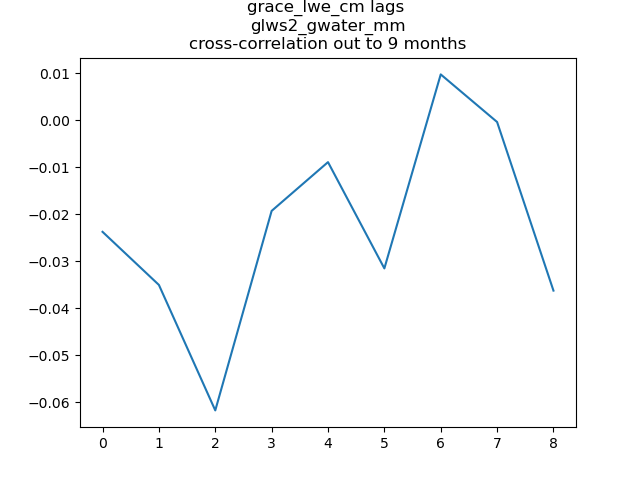 grace_lwe_cm lags
glws2_gwater_mm
cross-correlation out to 9 months
0.01
0.00
−0.01
−0.02
−0.03
−0.04
−0.05
−0.06
0 1 2 3 4 5 6 7 8